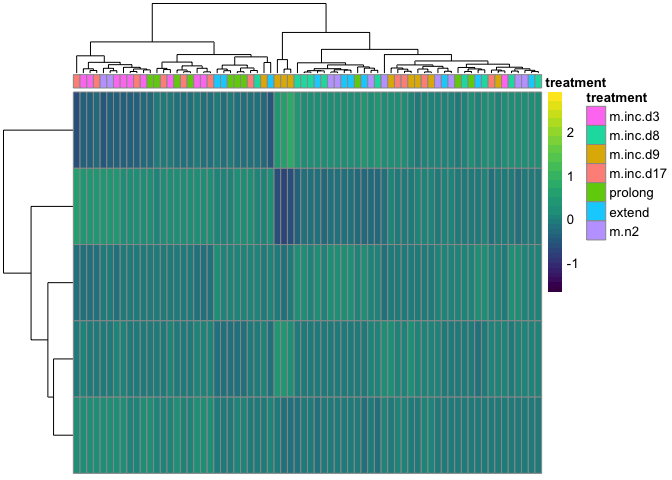 treatment
treatment
m.inc.d3
m.inc.d8
m.inc.d9
m.inc.d17
prolong
extend
m.n2
2
1
0
-1